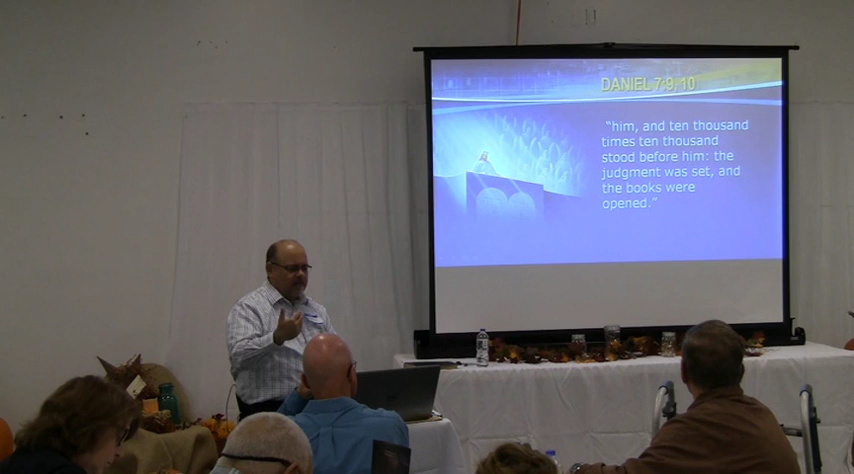 DANIEL 7:9, 10
“him, and ten thousand
times ten thousand
stood before him: the
judgment was set, and
the books were
opened.”